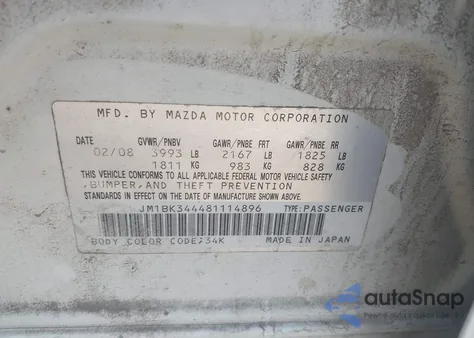 MFD. BY MAZDA MOTOR CORPORATION
DATE GVWR/PNBV GAWR/PNBE FRT GAWR/PNBE RR
02/08 3993 LB 2167 LB 1825 LB
1811 KG 983 KG 828 KG
THIS VEHICLE CONFORMS TO ALL APPLICABLE FEDERAL MOTOR VEHICLE SAFETY,
BUMPER,AND THEFT PREVENTION
STANDARDS IN EFFECT ON THE DATE OF MANUFACTURE SHOWN ABOVE.
JM1BK344481114896 TYPE:PASSENGER
BODY COLOR CODE:34K MADE IN JAPAN
autoSnap